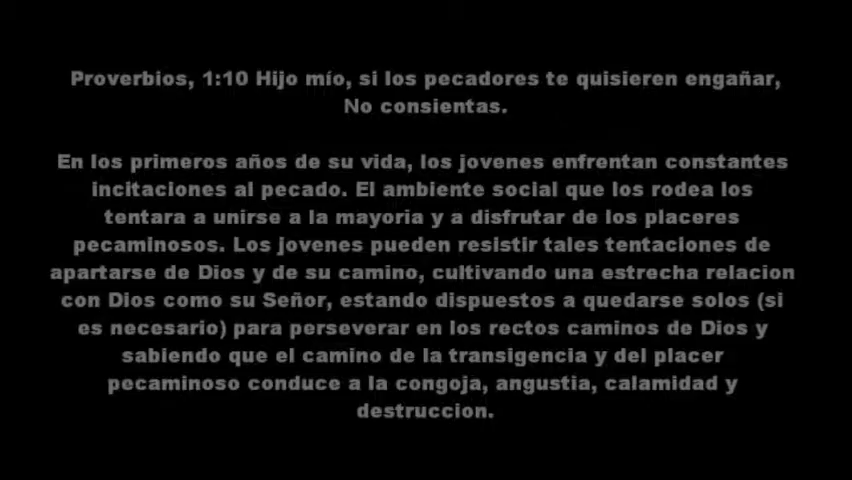 Proverbios, 1:10 Hijo mío, si los pecadores te quisieren engañar,
No consientas.
En los primeros años de su vida, los jovenes enfrentan constantes
incitaciones al pecado. El ambiente social que los rodea los
tentara a unirse a la mayoria y a disfrutar de los placeres
pecaminosos. Los jovenes pueden resistir tales tentaciones de
apartarse de Dios y de su camino, cultivando una estrecha relacion
con Dios como su Señor, estando dispuestos a quedarse solos (si
es necesario) para perseverar en los rectos caminos de Dios y
sabiendo que el camino de la transigencia y del placer
pecaminoso conduce a la congoja, angustia, calamidad y
destruccion.